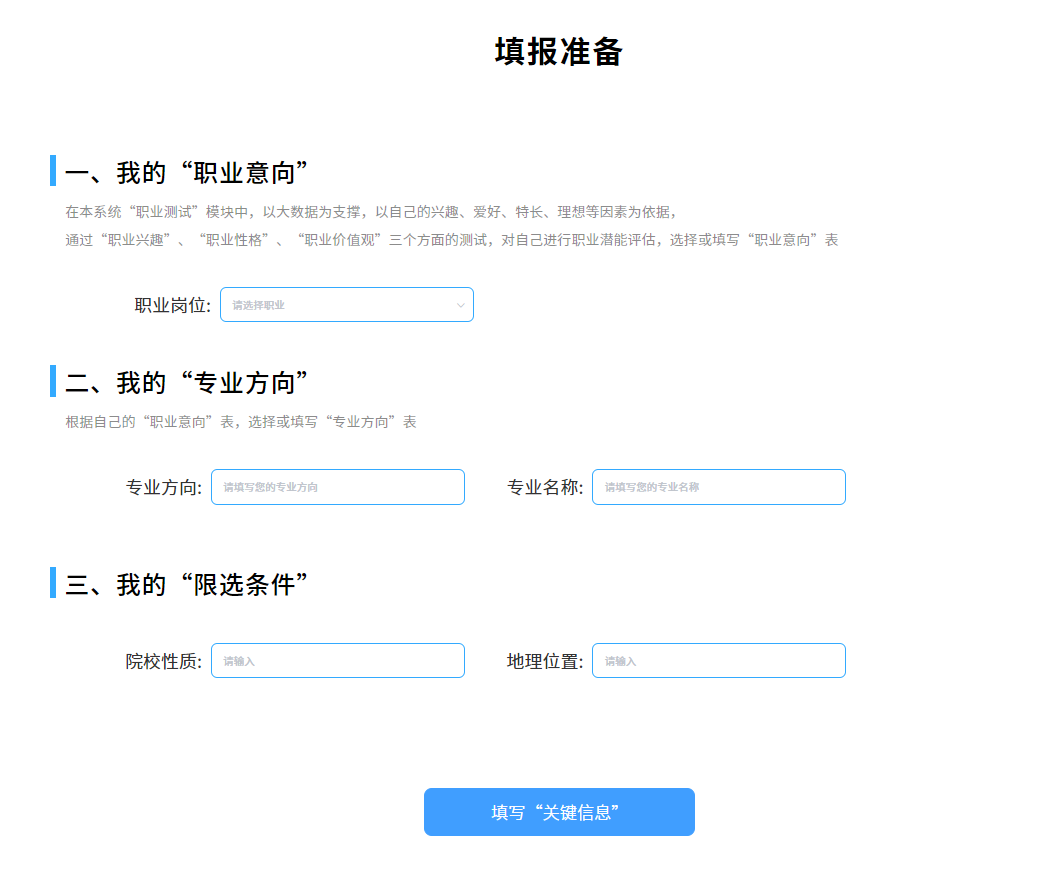 填报准备
一、我的“职业意向”
在本系统“职业测试”模块中，以大数据为支撑，以自己的兴趣、爱好、特长、理想等因素为依据，
通过“职业兴趣”、“职业性格”、“职业价值观”三个方面的测试，对自己进行职业潜能评估，选择或填写“职业意向”表
职业岗位: 请选择职业
二、我的“专业方向”
根据自己的“职业意向”表，选择或填写“专业方向”表
专业方向: 请填写您的专业方向 专业名称: 请填写您的专业名称
三、我的“限选条件”
院校性质: 请输入 地理位置: 请输入
填写“关键信息”